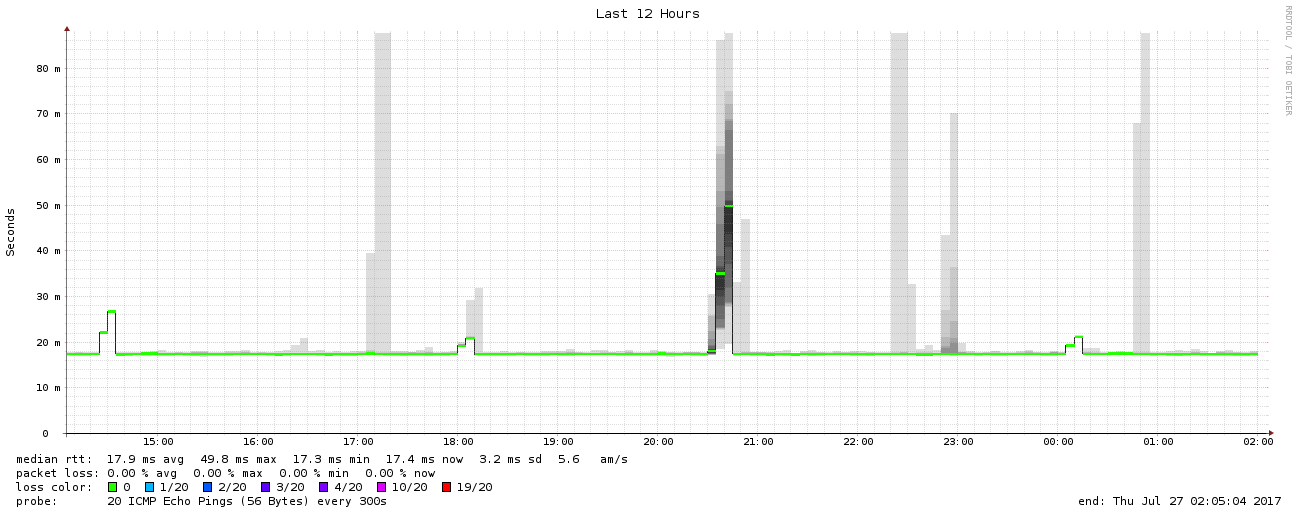 Last 12 Hours
RRDTOOL / TOBI OETIKER
Seconds
80 m
70 m
60 m
50 m
40 m
30 m
20 m
10 m
0
15:00 16:00 17:00 18:00 19:00 20:00 21:00 22:00 23:00 00:00 01:00 02:00
median rtt: 17.9 ms avg 49.8 ms max 17.3 ms min 17.4 ms now 3.2 ms sd 5.6 am/s
packet loss: 0.00 % avg 0.00 % max 0.00 % min 0.00 % now
loss color: 0 1/20 2/20 3/20 4/20 10/20 19/20
probe: 20 ICMP Echo Pings (56 Bytes) every 300s end: Thu Jul 27 02:05:04 2017